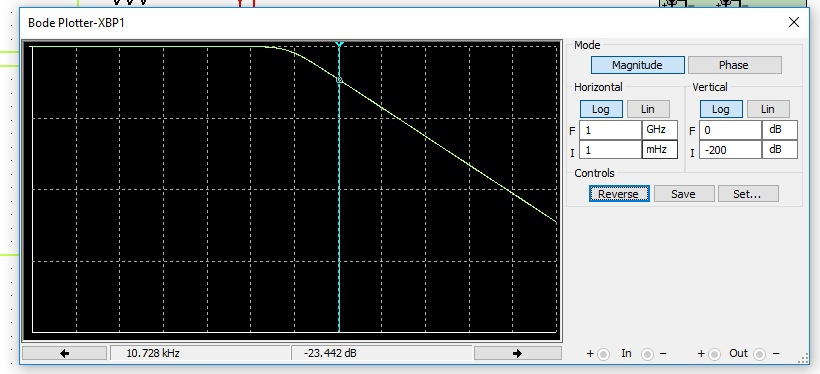 Bode Plotter-XBP1
Mode
Magnitude Phase
Horizontal Vertical
Log Lin Log Lin
F 1 GHz F 0 dB
I 1 mHz I -200 dB
Controls
Reverse Save Set...
10.728 kHz -23.442 dB + In − + Out −